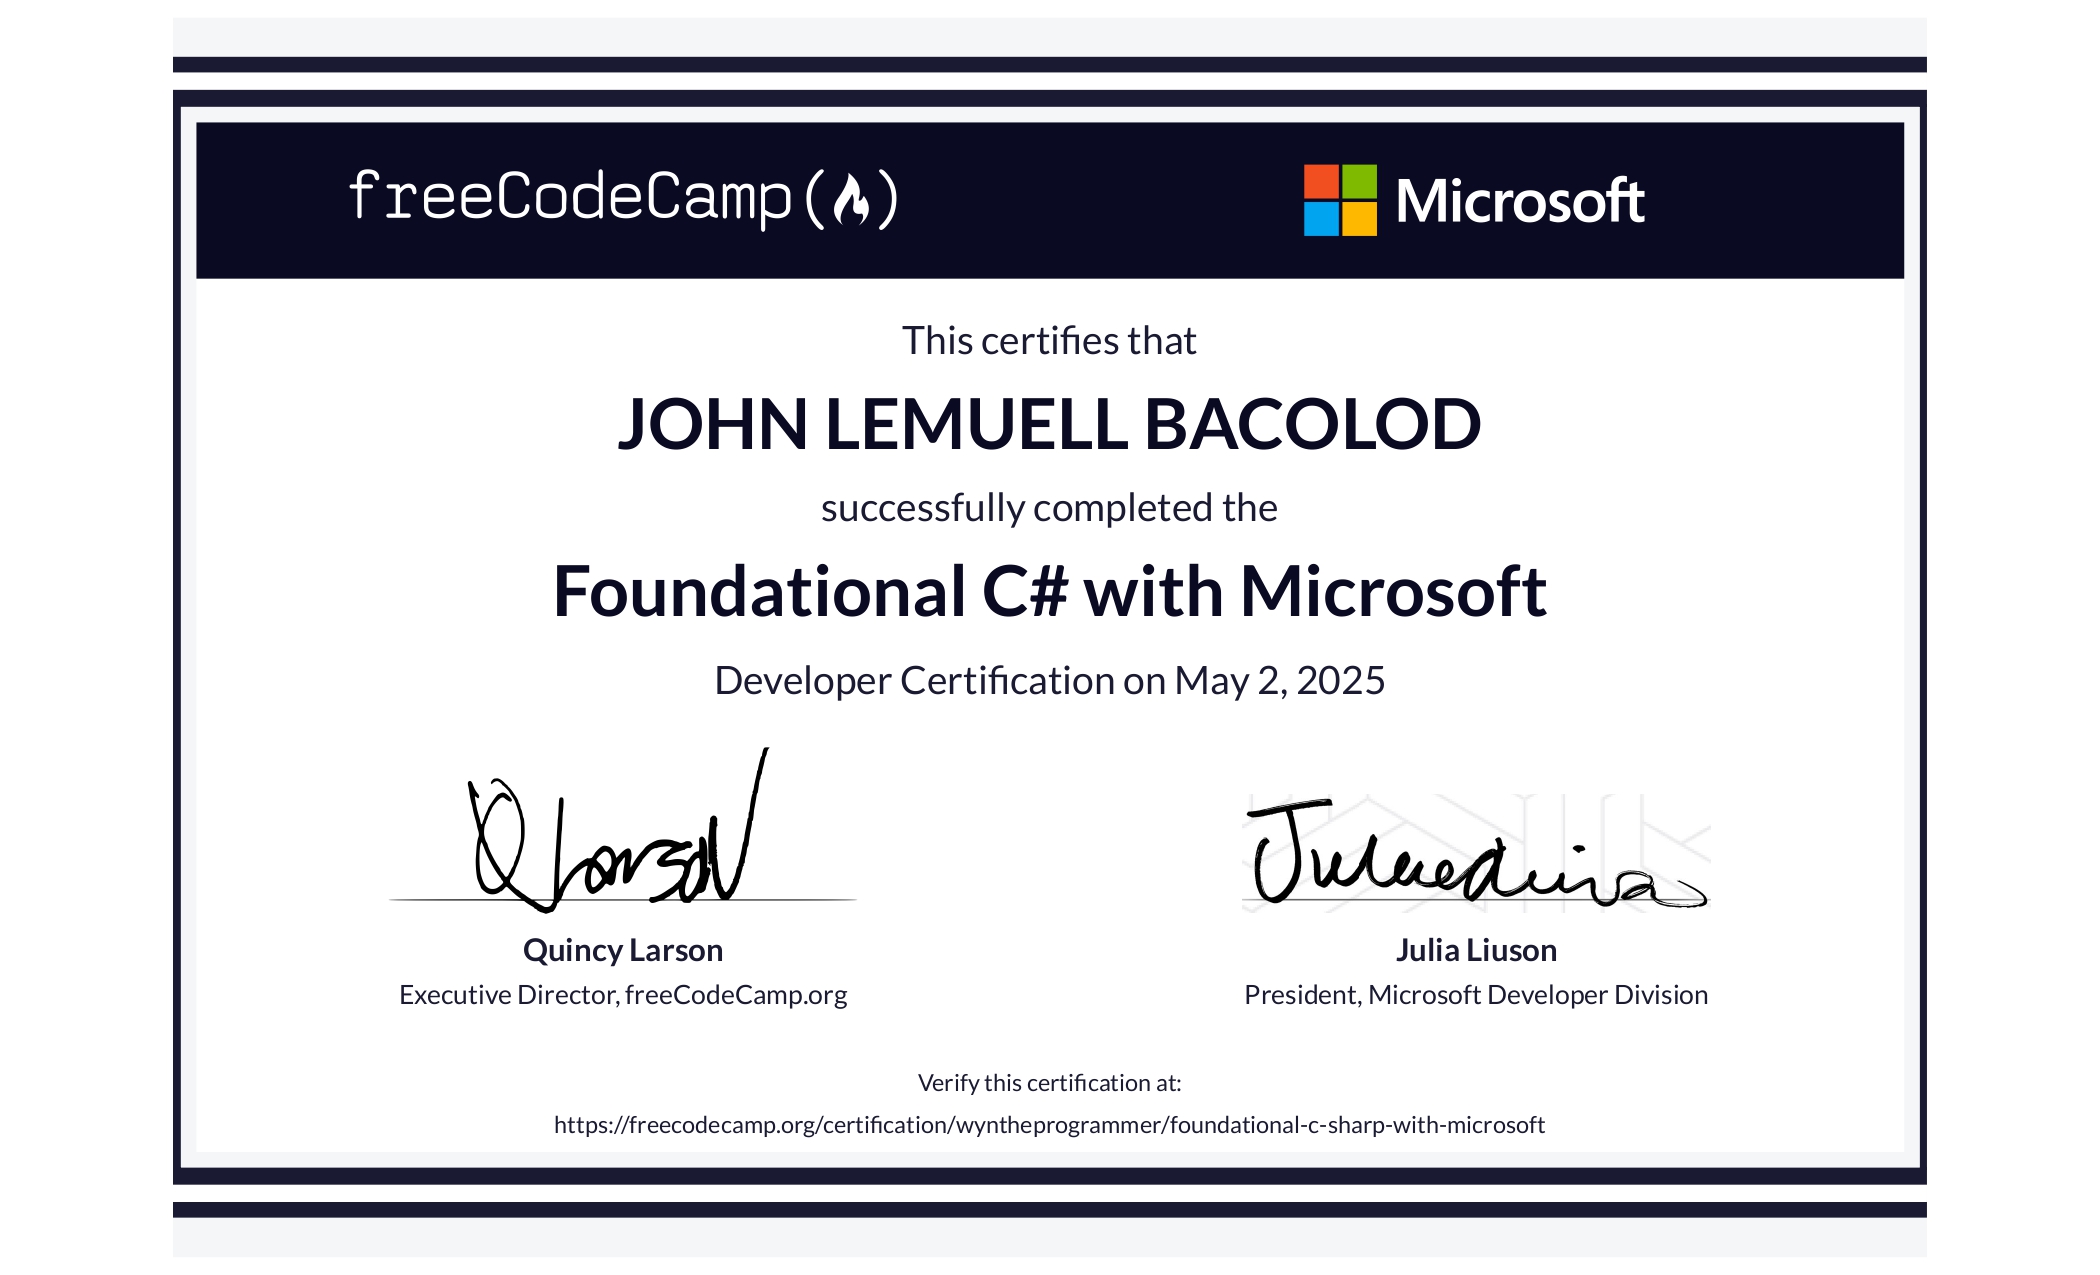 freeCodeCamp
Microsoft
This certifies that
JOHN LEMUELL BACOLOD
successfully completed the
Foundational C# with Microsoft
Developer Certification on May 2, 2025
Quincy Larson
Executive Director, freeCodeCamp.org
Julia Liuson
President, Microsoft Developer Division
Verify this certification at:
https://freecodecamp.org/certification/wyntheprogrammer/foundational-c-sharp-with-microsoft